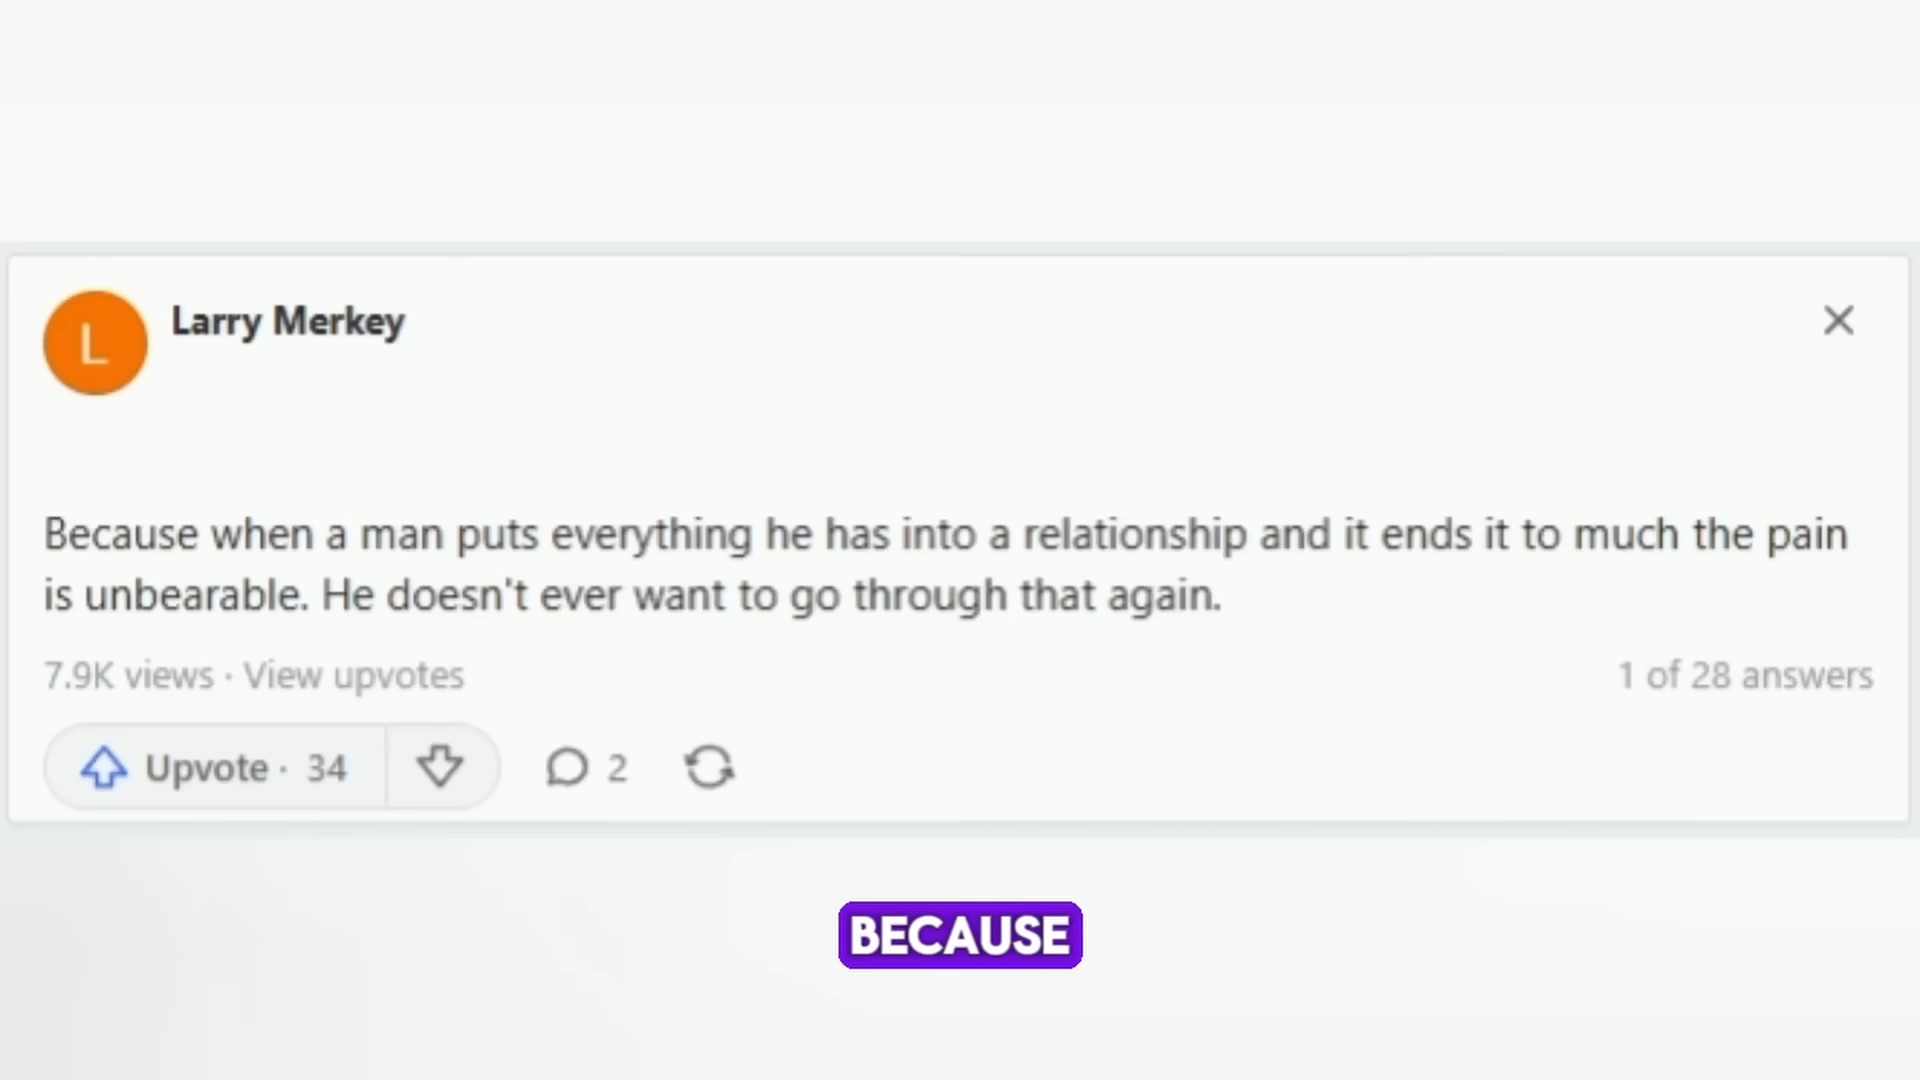 L
Larry Merkey
Because when a man puts everything he has into a relationship and it ends it to much the pain
is unbearable. He doesn't ever want to go through that again.
7.9K views · View upvotes
1 of 28 answers
Upvote · 34
2
BECAUSE